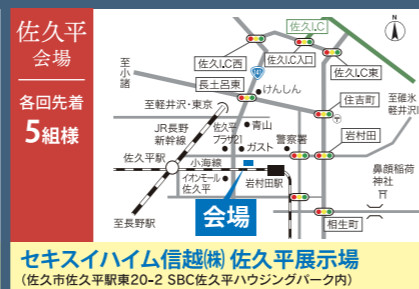 佐久平
会場
各回先着
5組様
佐久I.C
N
佐久I.C西
佐久I.C入口
佐久I.C東
至小諸
141
長土呂東
けんしん
住吉町
至碓氷
軽井沢
至軽井沢・東京
JR長野
新幹線
佐久平
プラザ21
青山
ガスト
警察署
岩村田
佐久平駅
小海線
イオンモール
佐久平
岩村田駅
鼻顔稲荷
神社
会場
至長野駅
相生町
セキスイハイム信越㈱ 佐久平展示場
(佐久市佐久平駅東20-2 SBC佐久平ハウジングパーク内)